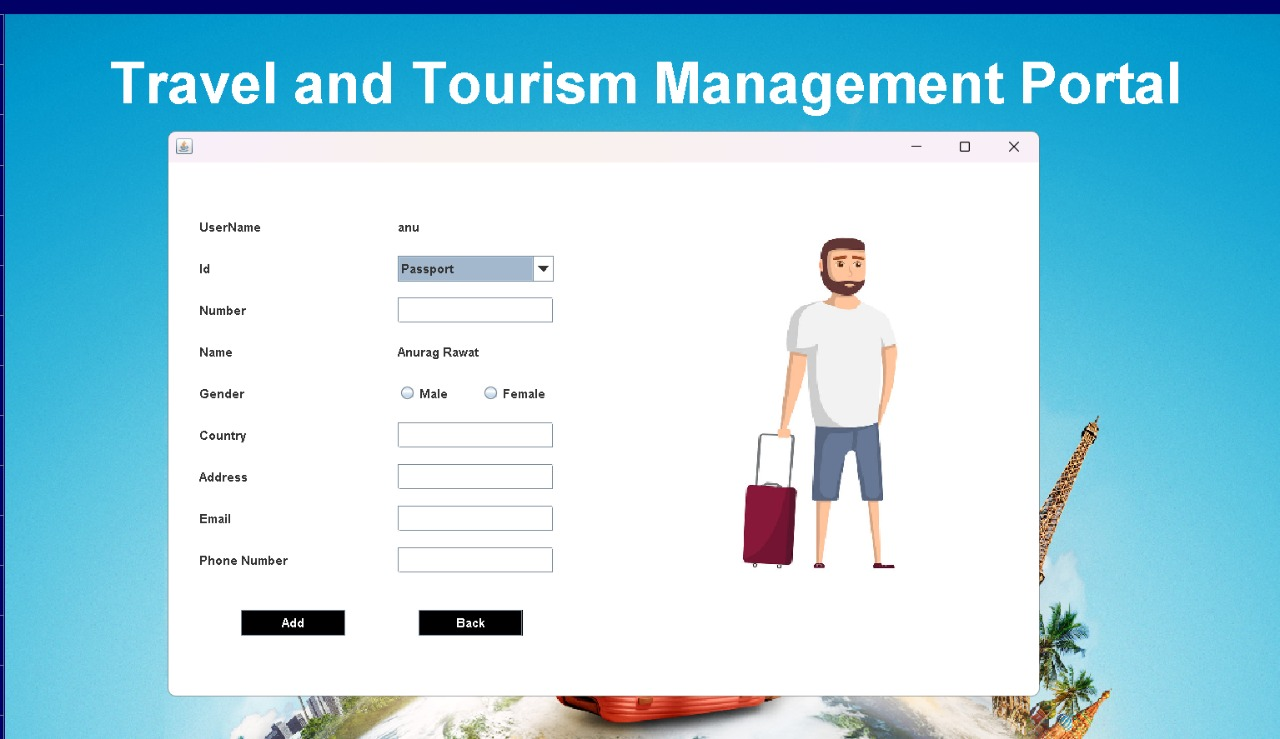 Travel and Tourism Management Portal
UserName anu
Id Passport
Number
Name Anurag Rawat
Gender Male Female
Country
Address
Email
Phone Number
Add Back